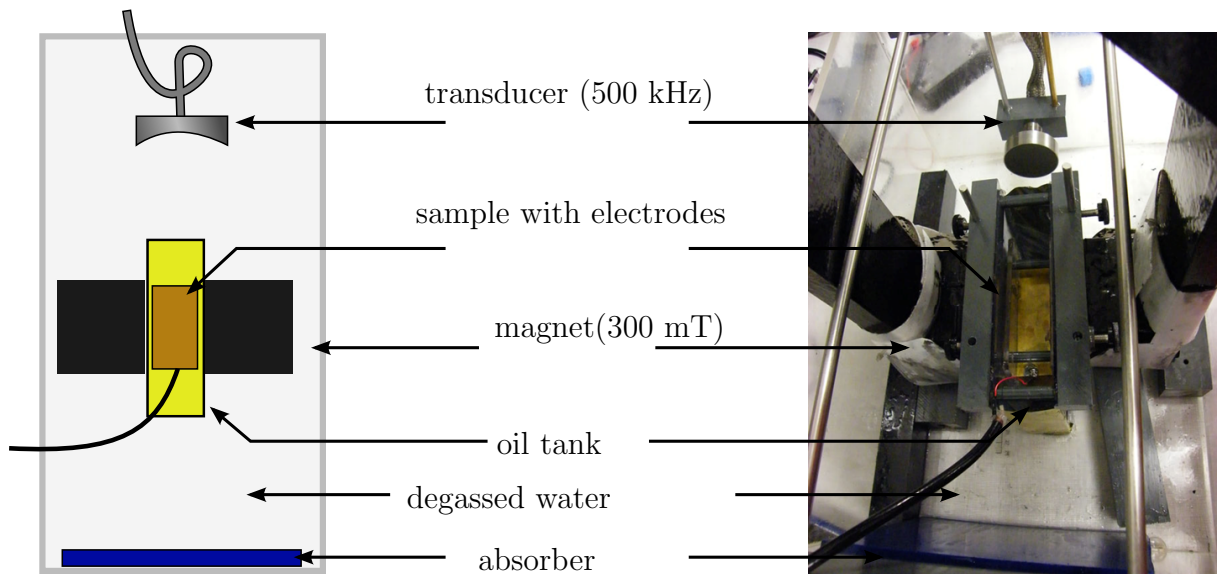 transducer (500 kHz)
sample with electrodes
magnet(300 mT)
oil tank
degassed water
absorber